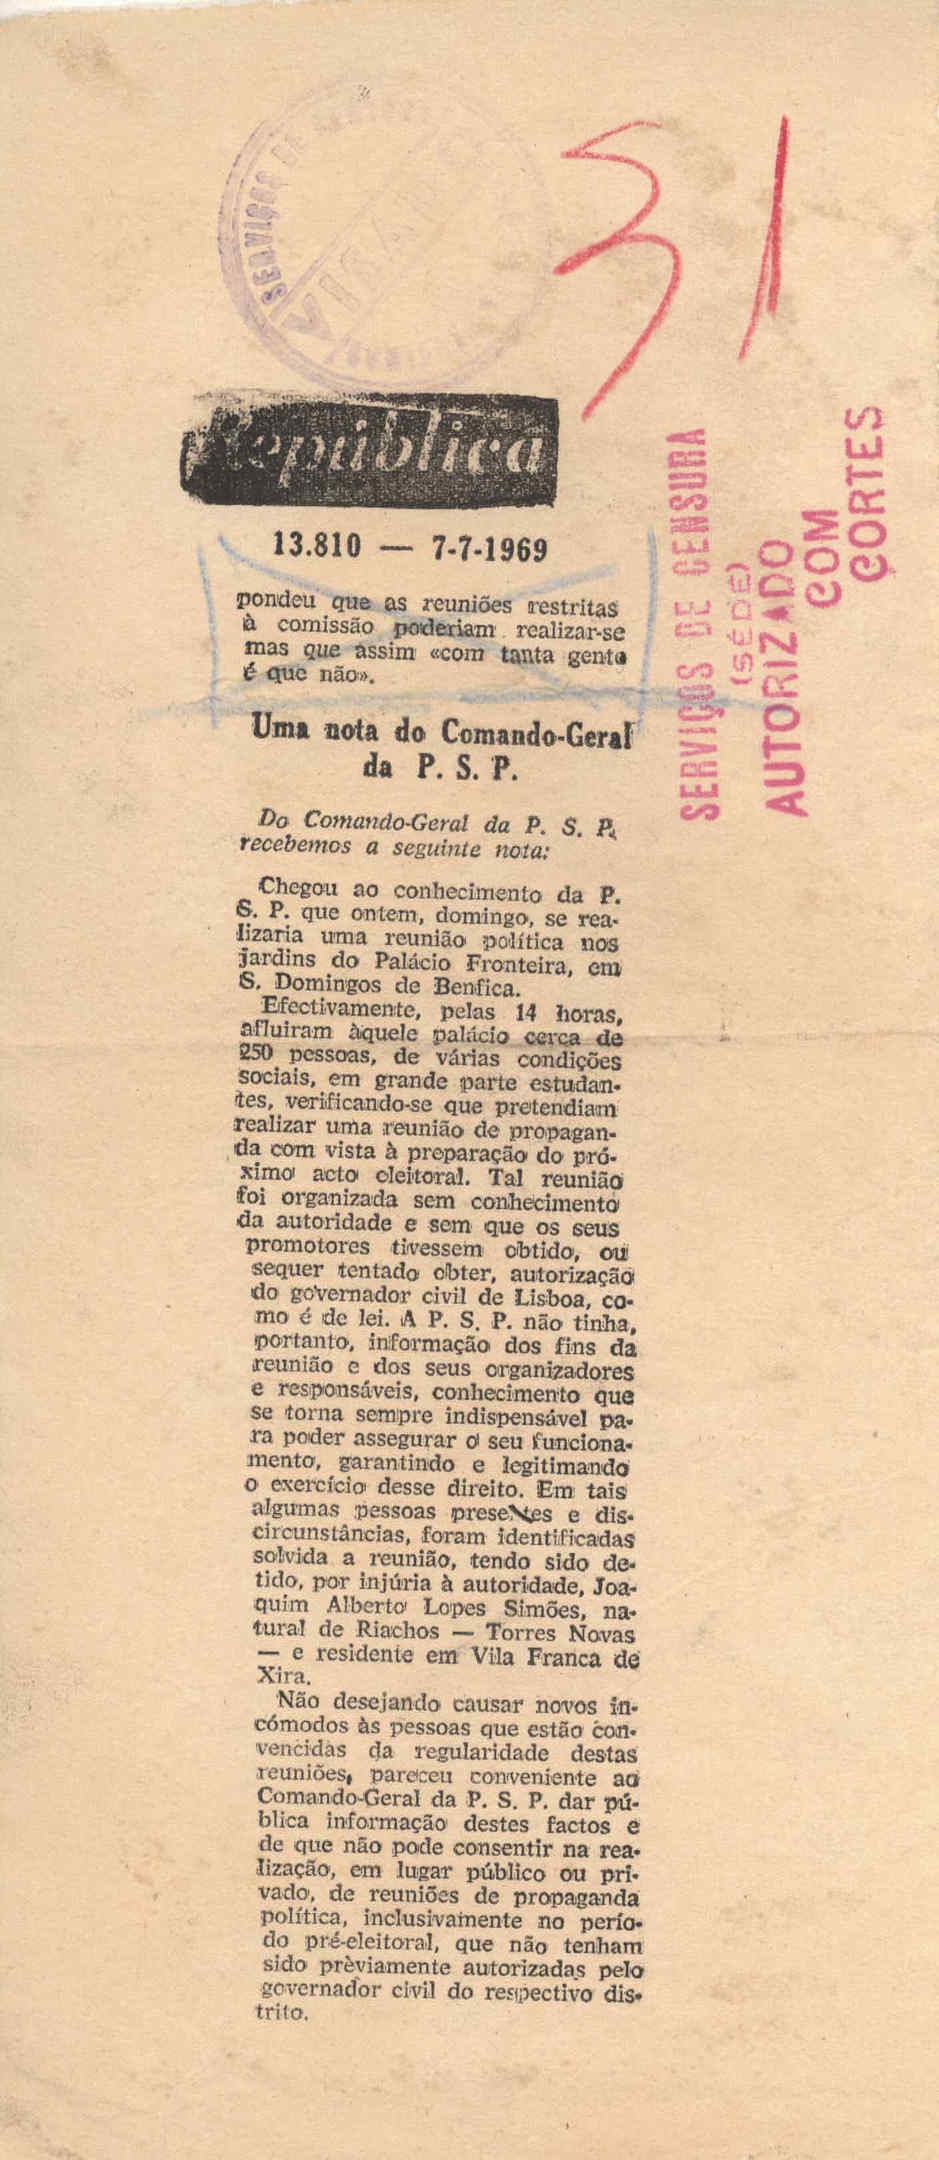 31
SERVIÇOS DE
República
13.810 — 7-7-1969
SERVIÇOS DE CENSURA
(SÉDE)
AUTORIZADO
COM
CORTES
pondeu que as reuniões restritas
à comissão poderiam realizar-se
mas que assim «com tanta gente
é que não».
Uma nota do Comando-Geral
da P. S. P.
Do Comando-Geral da P. S. P.
recebemos a seguinte nota:
Chegou ao conhecimento da P.
S. P. que ontem, domingo, se rea-
lizaria uma reunião política nos
jardins do Palácio Fronteira, em
S. Domingos de Benfica.
Efectivamente, pelas 14 horas,
afluiram àquele palácio cerca de
250 pessoas, de várias condições
sociais, em grande parte estudan-
tes, verificando-se que pretendiam
realizar uma reunião de propagan-
da com vista à preparação do pró-
ximo acto eleitoral. Tal reunião
foi organizada sem conhecimento
da autoridade e sem que os seus
promotores tivessem obtido, ou
sequer tentado obter, autorização
do governador civil de Lisboa, co-
mo é de lei. A P. S. P. não tinha,
portanto, informação dos fins da
reunião e dos seus organizadores
e responsáveis, conhecimento que
se torna sempre indispensável pa-
ra poder assegurar o seu funciona-
mento, garantindo e legitimando
o exercício desse direito. Em tais
algumas pessoas presentes e dis-
circunstâncias, foram identificadas
solvida a reunião, tendo sido de-
tido, por injúria à autoridade, Joa-
quim Alberto Lopes Simões, na-
tural de Riachos — Torres Novas
— e residente em Vila Franca de
Xira.
Não desejando causar novos in-
cómodos às pessoas que estão con-
vencidas da regularidade destas
reuniões, pareceu conveniente ao
Comando-Geral da P. S. P. dar pú-
blica informação destes factos e
de que não pode consentir na rea-
lização, em lugar público ou pri-
vado, de reuniões de propaganda
política, inclusivamente no perío-
do pré-eleitoral, que não tenham
sido prèviamente autorizadas pelo
governador civil do respectivo dis-
trito.